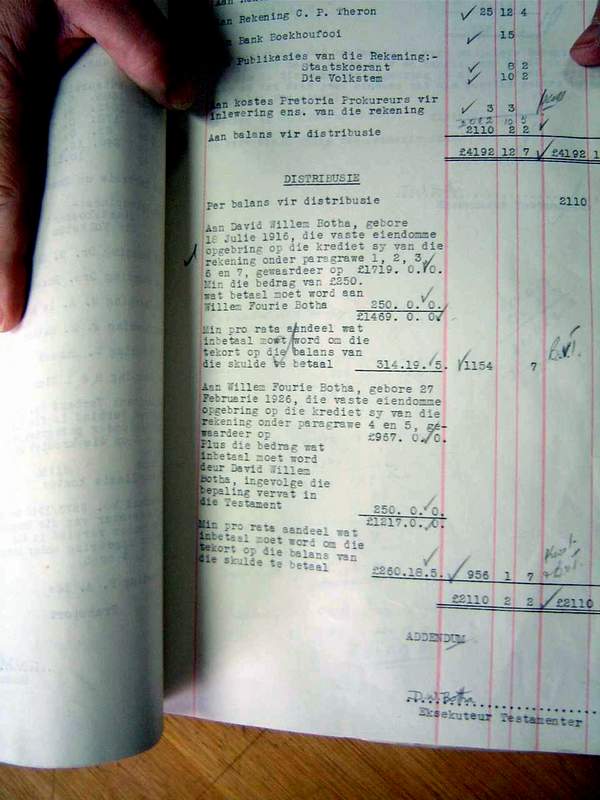 Rekening C. P. Theron 25 12 4
Bank Boekhoufooi 15
Publikasies van die Rekening:-
Staatskoerant 8 2
Die Volkstem 10 2
Aan kostes Pretoria Prokureurs vir
inlewering ens. van die rekening 3 3
Aan balans vir distribusie 2110 2 2
£4192 12 7 £4192 1
DISTRIBUSIE
Per balans vir distribusie 2110
Aan David Willem Botha, gebore
18 Julie 1916, die vaste eiendomme
opgebring op die krediet sy van die
rekening onder paragrawe 1, 2, 3,
6 en 7, gewaardeer op £1719. 0. 0.
Min die bedrag van £250.
wat betaal moet word aan
Willem Fourie Botha 250. 0. 0.
£1469. 0. 0.
Min pro rata aandeel wat
inbetaal moet word om die
tekort op die balans van
die skulde te betaal 314.19. 5. 1154 7
Aan Willem Fourie Botha, gebore 27
Februarie 1926, die vaste eiendomme
opgebring op die krediet sy van die
rekening onder paragrawe 4 en 5, ge-
waardeer op £967. 0. 0.
Plus die bedrag wat
inbetaal moet word
deur David Willem
Botha, ingevolge die
bepaling vervat in
die Testament 250. 0. 0.
£1217. 0. 0.
Min pro rata aandeel wat
inbetaal moet word om die
tekort op die balans van
die skulde te betaal £260.18. 5. 956 1 7
£2110 2 2 £2110
ADDENDUM
D.W. Botha
Eksekuteur Testamenter